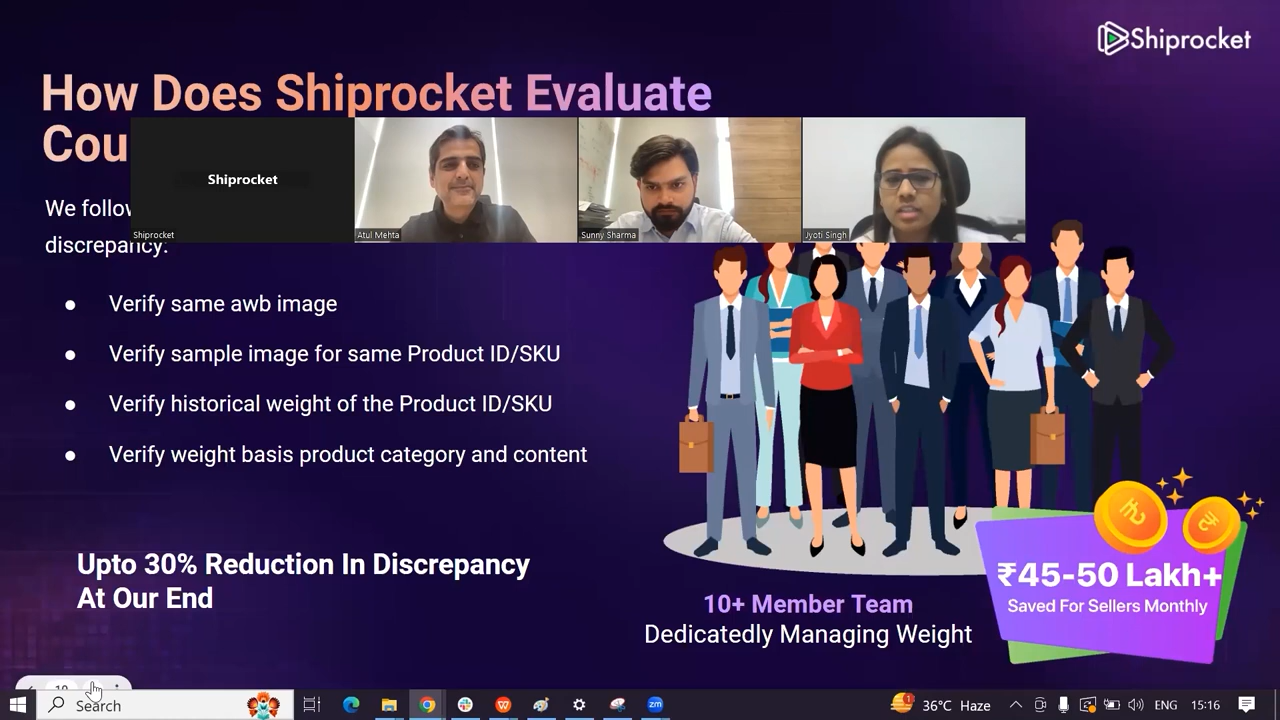 Shiprocket
How Does Shiprocket Evaluate
Cou
Shiprocket
Shiprocket
Atul Mehta
Sunny Sharma
Jyoti Singh
We follow
discrepancy:
● Verify same awb image
● Verify sample image for same Product ID/SKU
● Verify historical weight of the Product ID/SKU
● Verify weight basis product category and content
Upto 30% Reduction In Discrepancy
At Our End
10+ Member Team
Dedicatedly Managing Weight
₹45-50 Lakh+
Saved For Sellers Monthly
Search
36°C Haze
ENG
15:16